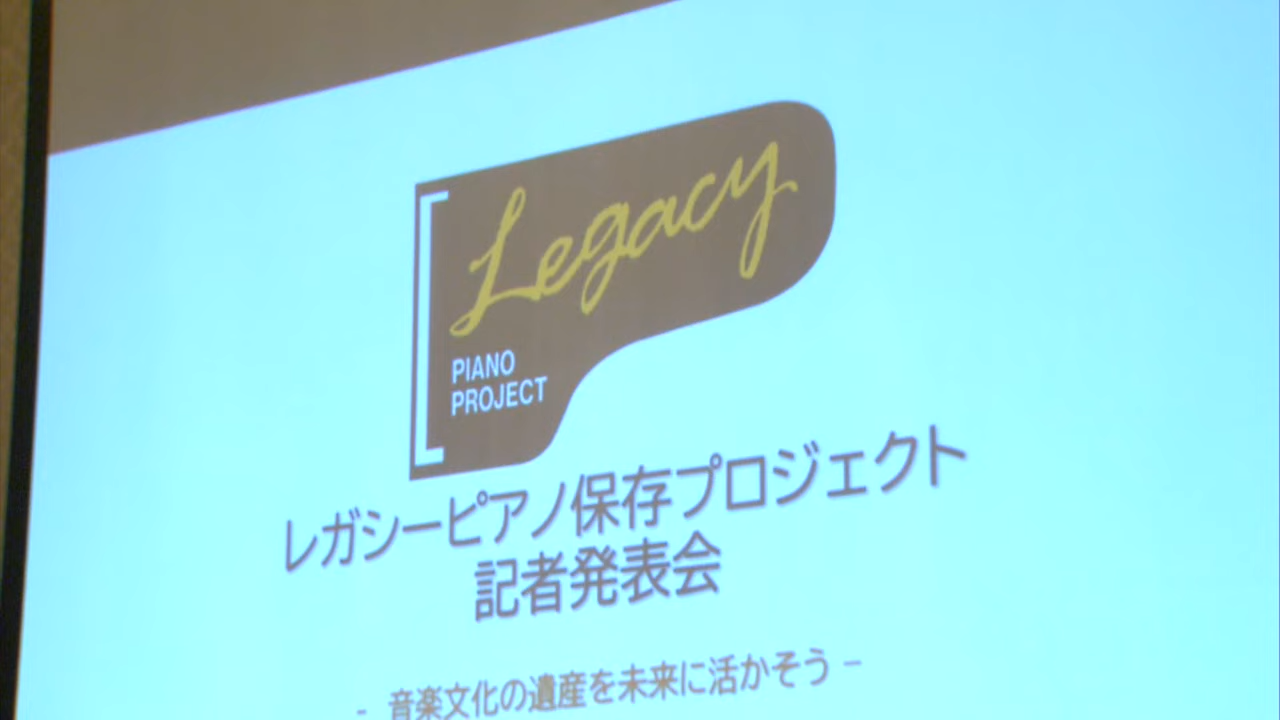 Legacy
PIANO
PROJECT
レガシーピアノ保存プロジェクト
記者発表会
- 音楽文化の遺産を未来に活かそう -